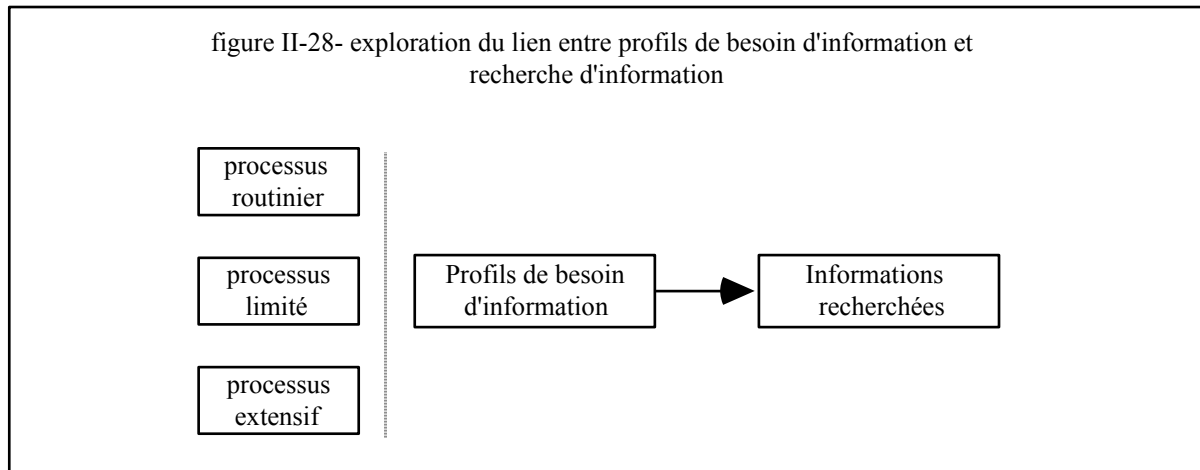 figure II-28- exploration du lien entre profils de besoin d'information et
recherche d'information
processus
routinier
processus
limité
Profils de besoin
d'information
Informations
recherchées
processus
extensif